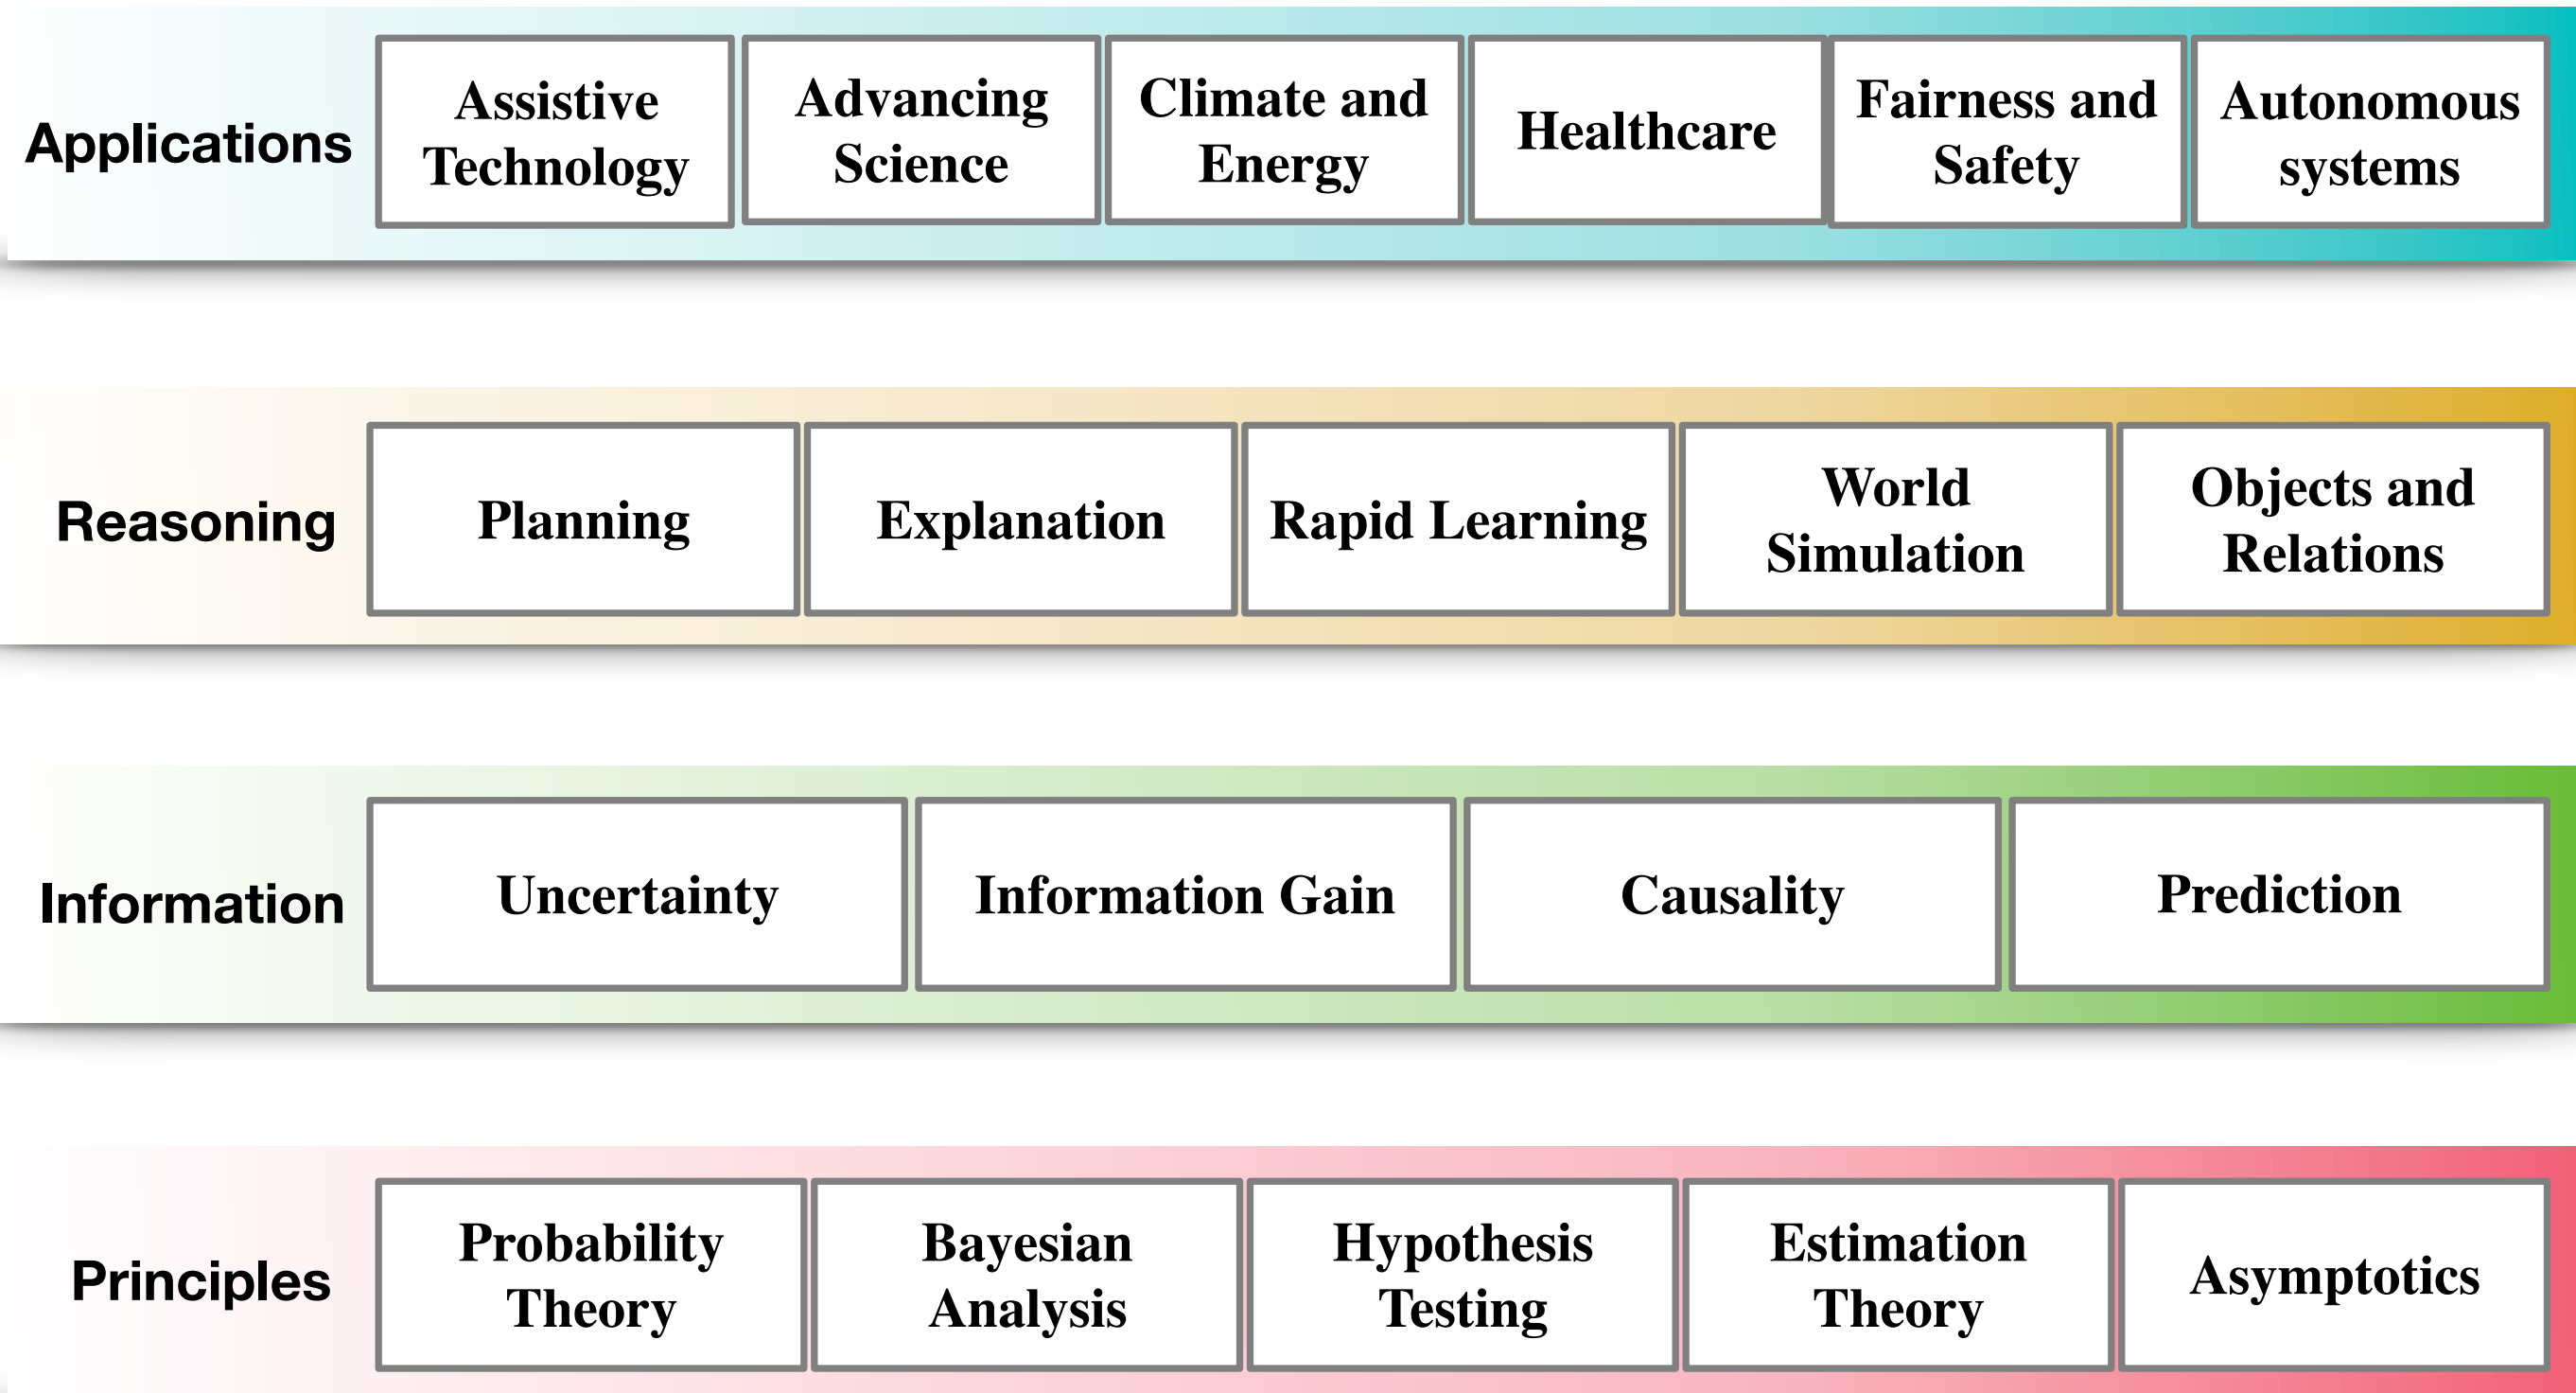 Applications
Assistive
Technology
Advancing
Science
Climate and
Energy
Healthcare
Fairness and
Safety
Autonomous
systems
Reasoning
Planning
Explanation
Rapid Learning
World
Simulation
Objects and
Relations
Information
Uncertainty
Information Gain
Causality
Prediction
Principles
Probability
Theory
Bayesian
Analysis
Hypothesis
Testing
Estimation
Theory
Asymptotics